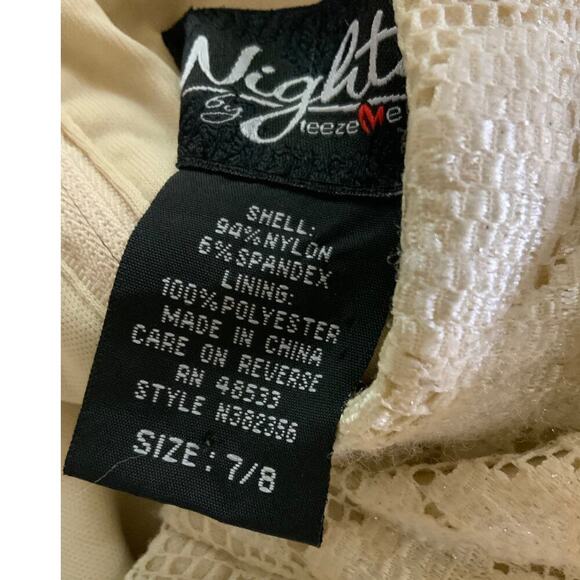 Night
by
teeze Me
SHELL:
94%NYLON
6%SPANDEX
LINING:
100%POLYESTER
MADE IN CHINA
CARE ON REVERSE
RN 48533
STYLE N382356
SIZE: 7/8